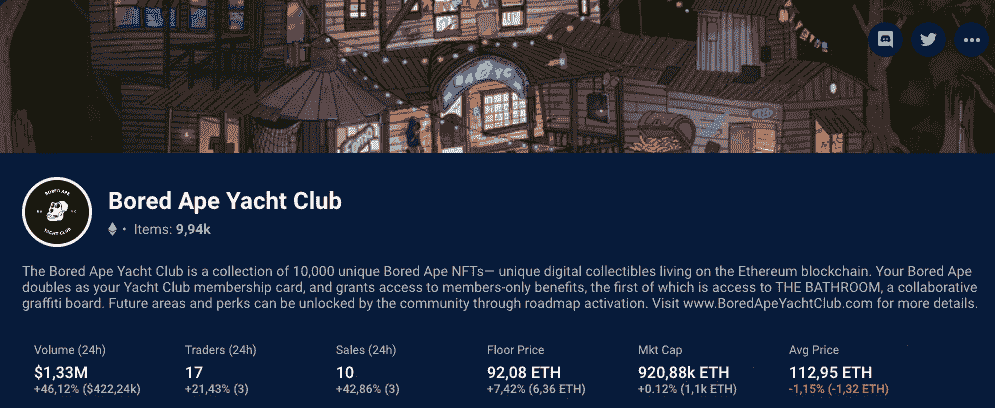 BAYC
BORED APE
YACHT CLUB
Bored Ape Yacht Club
• Items: 9,94k
The Bored Ape Yacht Club is a collection of 10,000 unique Bored Ape NFTs— unique digital collectibles living on the Ethereum blockchain. Your Bored Ape
doubles as your Yacht Club membership card, and grants access to members-only benefits, the first of which is access to THE BATHROOM, a collaborative
graffiti board. Future areas and perks can be unlocked by the community through roadmap activation. Visit www.BoredApeYachtClub.com for more details.
Volume (24h) Traders (24h) Sales (24h) Floor Price Mkt Cap Avg Price
$1,33M 17 10 92,08 ETH 920,88k ETH 112,95 ETH
+46,12% ($422,24k) +21,43% (3) +42,86% (3) +7,42% (6,36 ETH) +0.12% (1,1k ETH) -1,15% (-1,32 ETH)